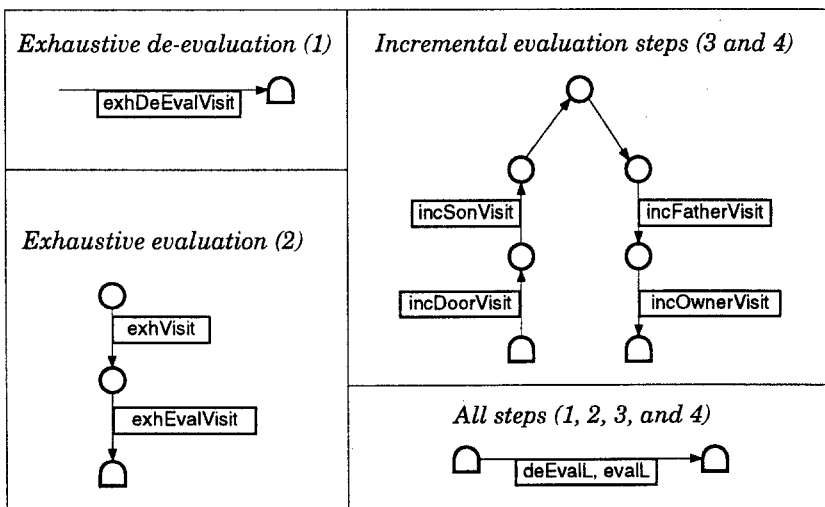 Exhaustive de-evaluation (1)
exhDeEvalVisit
Exhaustive evaluation (2)
exhVisit
exhEvalVisit
Incremental evaluation steps (3 and 4)
incSonVisit
incFatherVisit
incDoorVisit
incOwnerVisit
All steps (1, 2, 3, and 4)
deEvalL, evalL